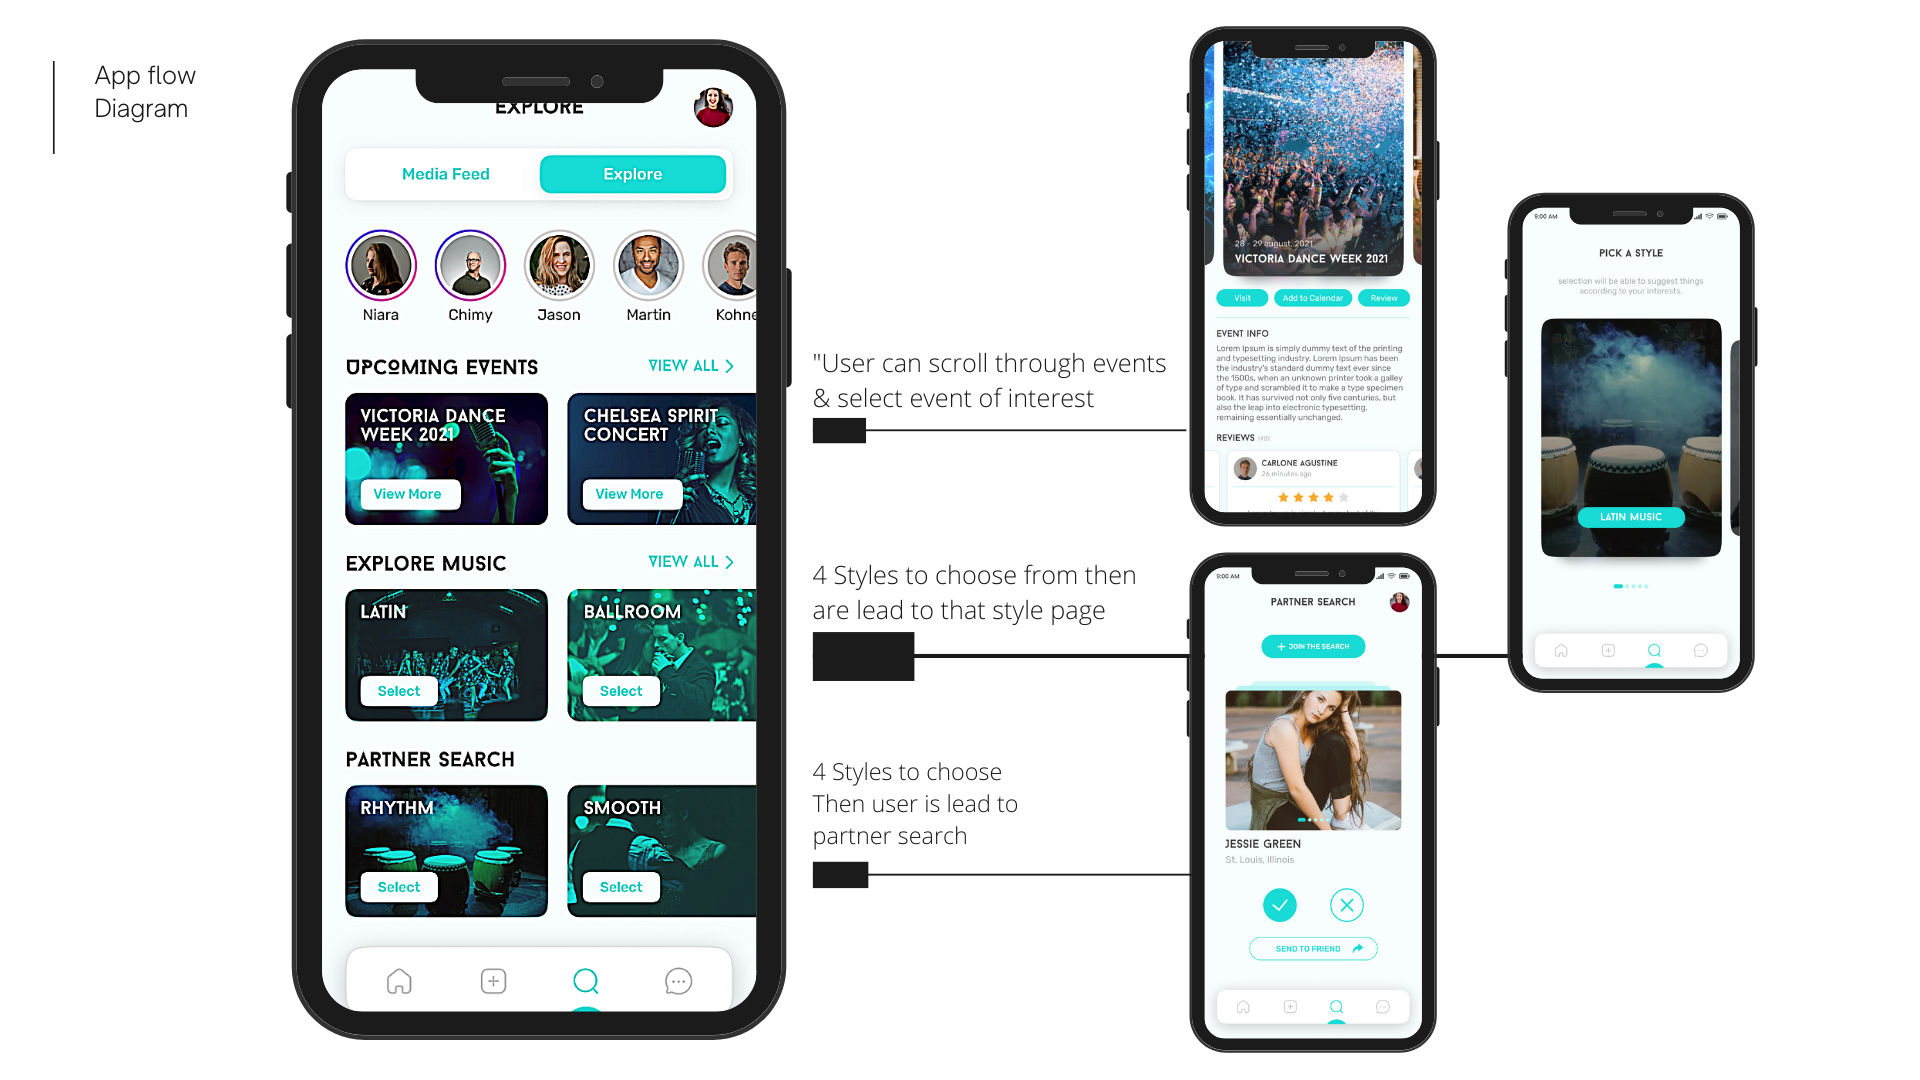 App flow
Diagram
EXPLORE
Media Feed
Explore
Niara
Chimy
Jason
Martin
Kohne
UPCOMING EVENTS
VIEW ALL >
VICTORIA DANCE
WEEK 2021
View More
CHELSEA SPIRIT
CONCERT
View More
EXPLORE MUSIC
VIEW ALL >
LATIN
Select
BALLROOM
Select
PARTNER SEARCH
RHYTHM
Select
SMOOTH
Select
"User can scroll through events
& select event of interest
4 Styles to choose from then
are lead to that style page
4 Styles to choose
Then user is lead to
partner search
28 - 29 august, 2021
VICTORIA DANCE WEEK 2021
Visit
Add to Calendar
Review
EVENT INFO
Lorem Ipsum is simply dummy text of the printing
and typesetting industry. Lorem Ipsum has been
the industry's standard dummy text ever since
the 1500s, when an unknown printer took a galley
of type and scrambled it to make a type specimen
book. It has survived not only five centuries, but
also the leap into electronic typesetting,
remaining essentially unchanged.
REVIEWS (40)
CARLONE AGUSTINE
26 minutes ago
9:00 AM
PARTNER SEARCH
+ JOIN THE SEARCH
JESSIE GREEN
St. Louis, Illinois
SEND TO FRIEND
9:00 AM
PICK A STYLE
selection will be able to suggest things
according to your interests.
LATIN MUSIC